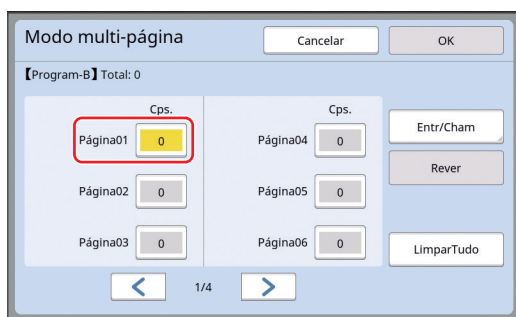 Modo multi-página
Cancelar
OK
【Program-B】Total: 0
Cps.
Cps.
Página01 0
Página04 0
Entr/Cham
Página02 0
Página05 0
Rever
Página03 0
Página06 0
LimparTudo
1/4